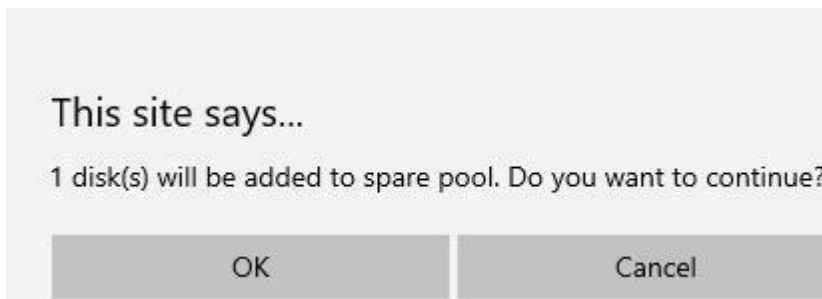 This site says...
1 disk(s) will be added to spare pool. Do you want to continue?
OK
Cancel